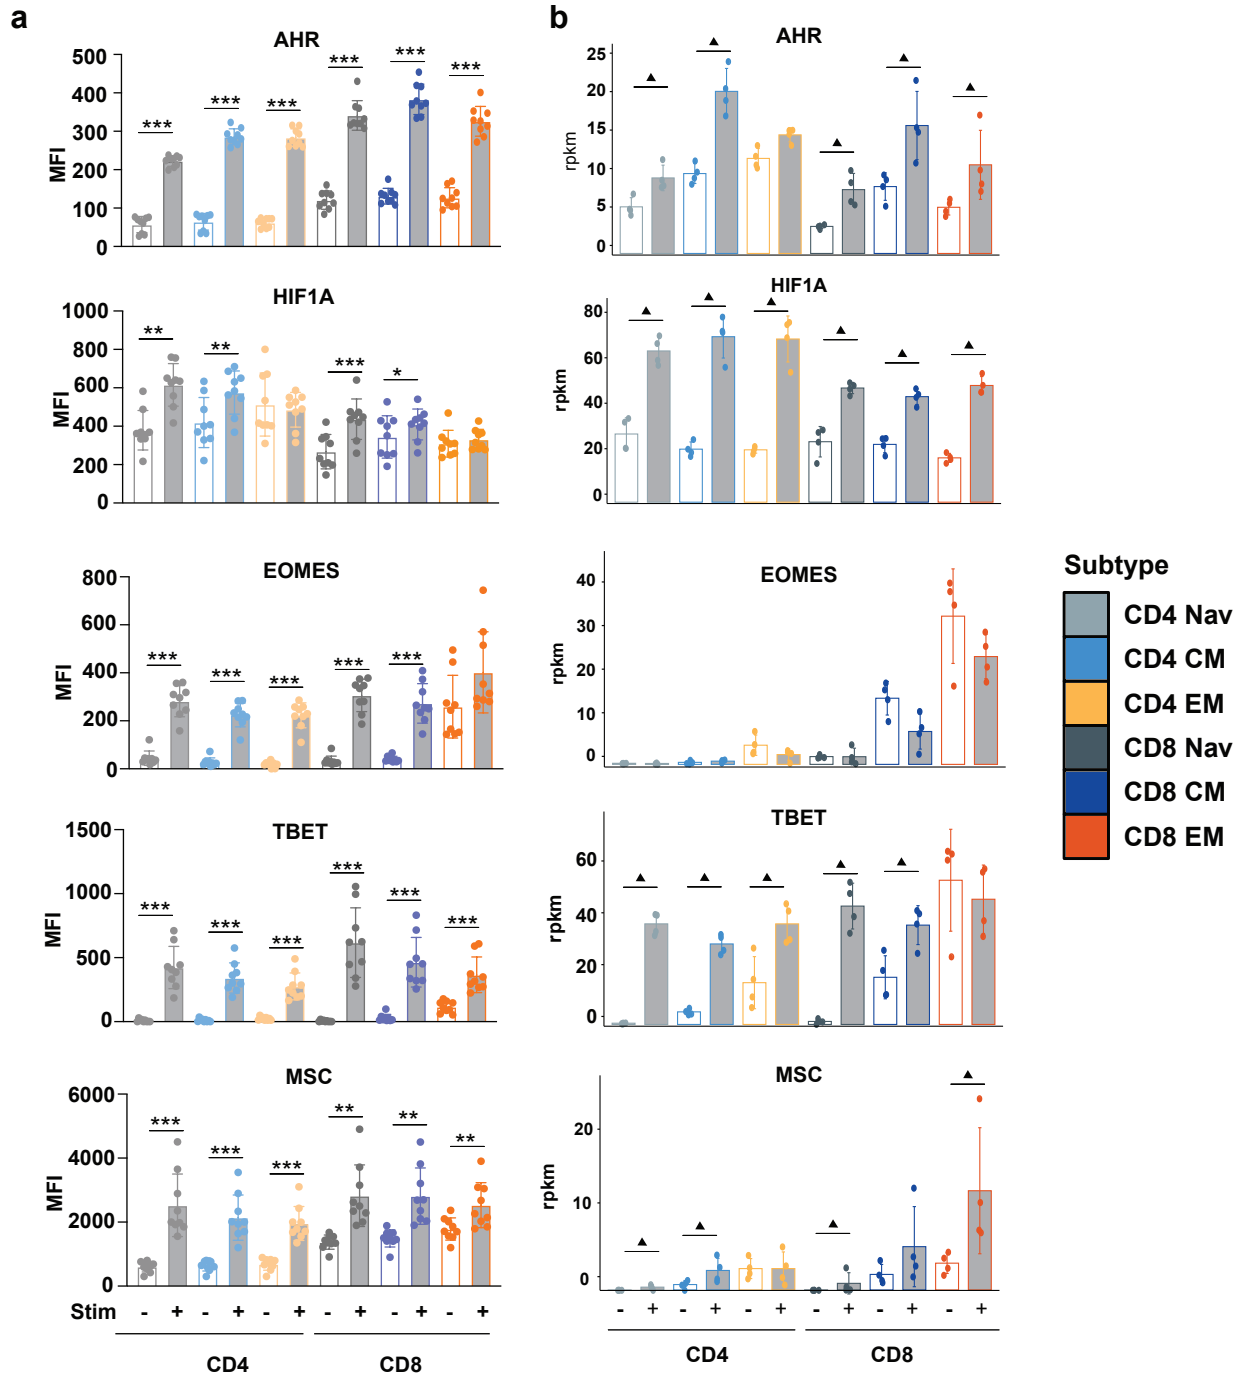 a
b
AHR
500
400
300
200
100
0
MFI
***
***
***
***
***
***
AHR
25
20
15
10
5
0
rpkm
▲
▲
▲
▲
▲
HIF1A
1000
800
600
400
200
0
MFI
**
**
***
*
HIF1A
80
60
40
20
0
rpkm
▲
▲
▲
▲
▲
▲
EOMES
800
600
400
200
0
MFI
***
***
***
***
***
EOMES
40
30
20
10
0
rpkm
Subtype
CD4 Nav
CD4 CM
CD4 EM
CD8 Nav
CD8 CM
CD8 EM
TBET
1500
1000
500
0
MFI
***
***
***
***
***
***
TBET
60
40
20
0
rpkm
▲
▲
▲
▲
▲
MSC
6000
4000
2000
0
MFI
***
***
***
**
**
**
MSC
20
10
0
rpkm
▲
▲
▲
▲
Stim - + - + - + - + - + - +
CD4 CD8
- + - + - + - + - + - +
CD4 CD8